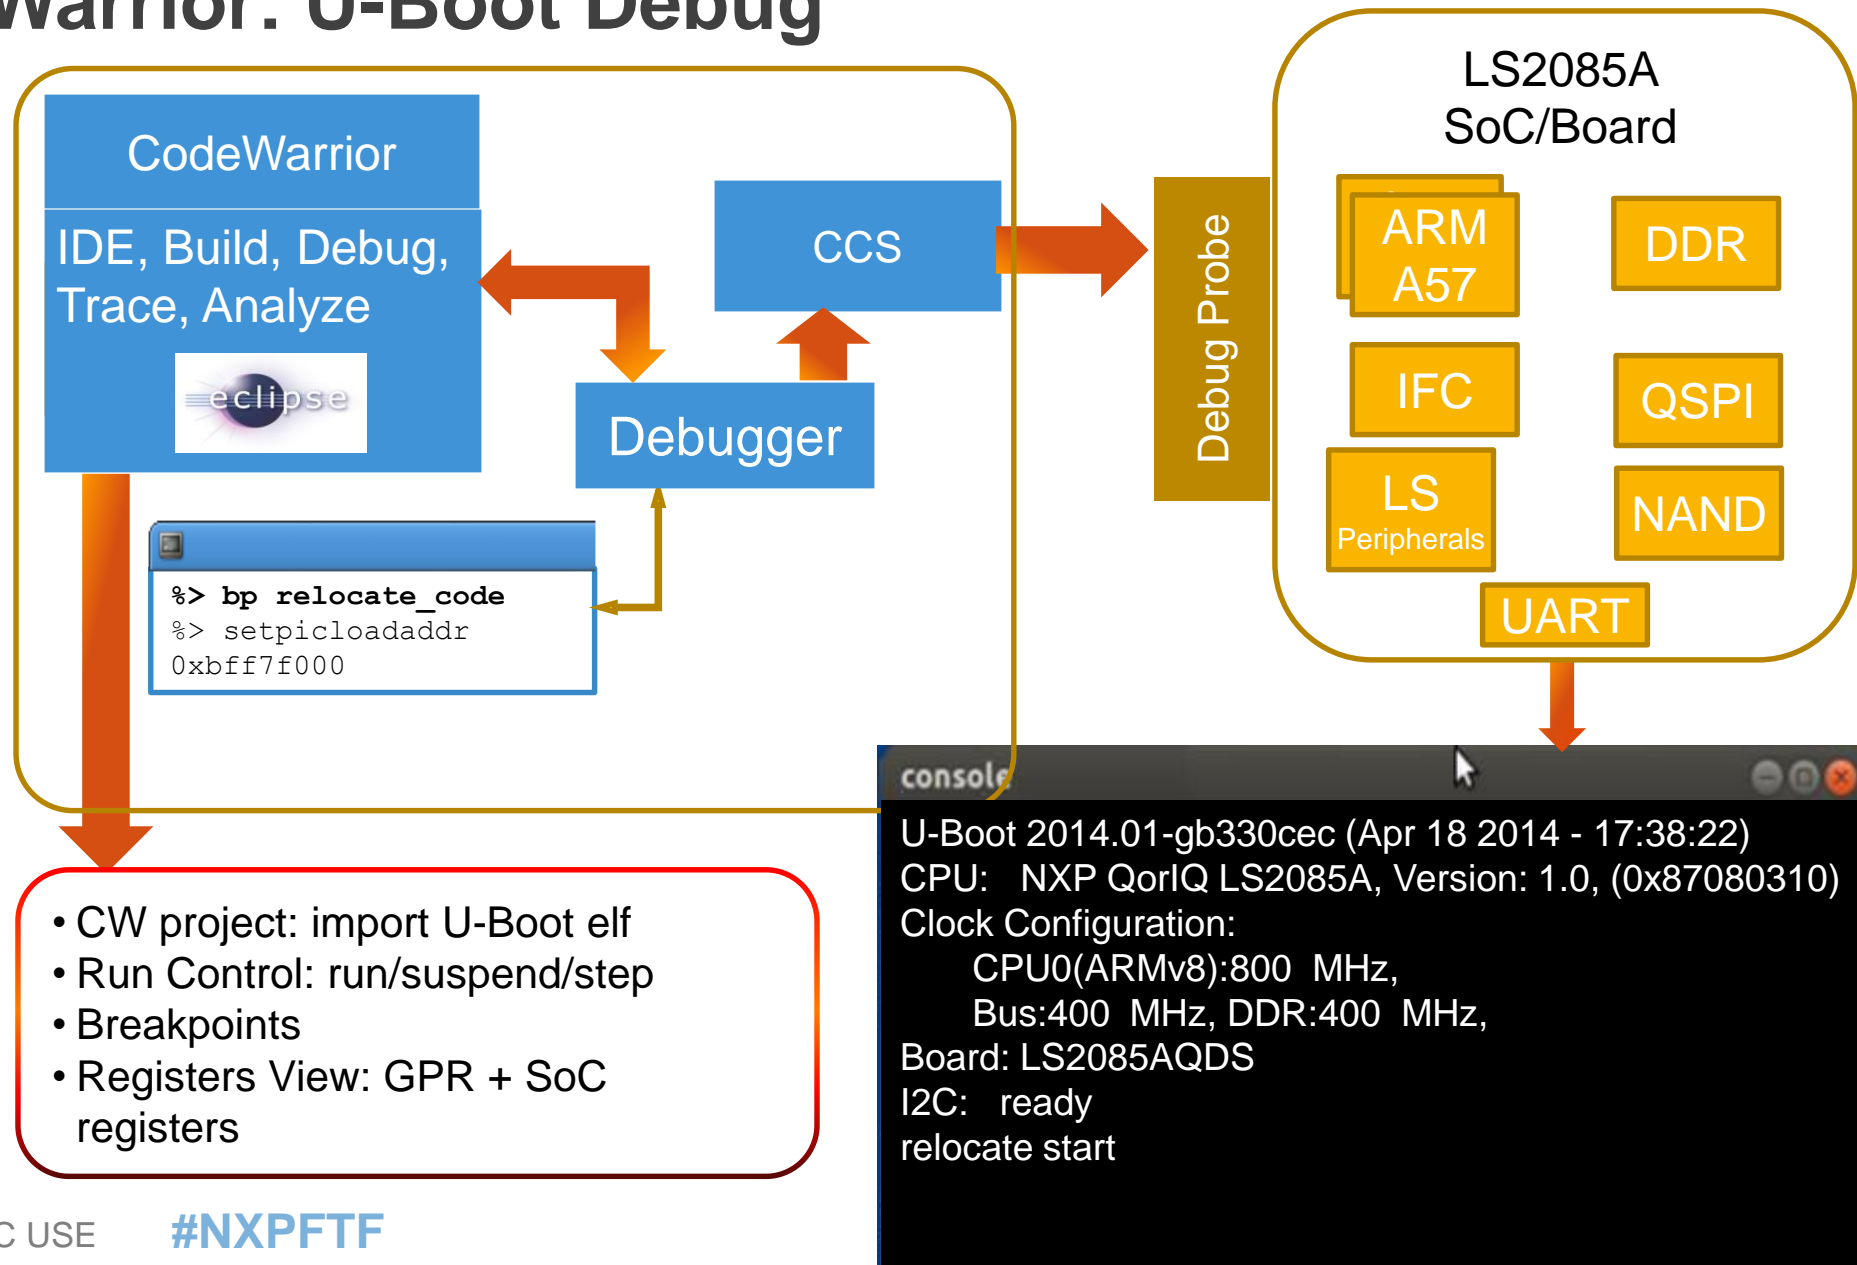 Warrior: U-Boot Debug
CodeWarrior
IDE, Build, Debug,
Trace, Analyze
eclipse
CCS
Debugger
%> bp relocate_code
%> setpicloadaddr
0xbff7f000
Debug Probe
LS2085A
SoC/Board
ARM
A57
DDR
IFC
QSPI
LS
Peripherals
NAND
UART
• CW project: import U-Boot elf
• Run Control: run/suspend/step
• Breakpoints
• Registers View: GPR + SoC
registers
console
U-Boot 2014.01-gb330cec (Apr 18 2014 - 17:38:22)
CPU: NXP QorIQ LS2085A, Version: 1.0, (0x87080310)
Clock Configuration:
CPU0(ARMv8):800 MHz,
Bus:400 MHz, DDR:400 MHz,
Board: LS2085AQDS
I2C: ready
relocate start
C USE
#NXPFTF